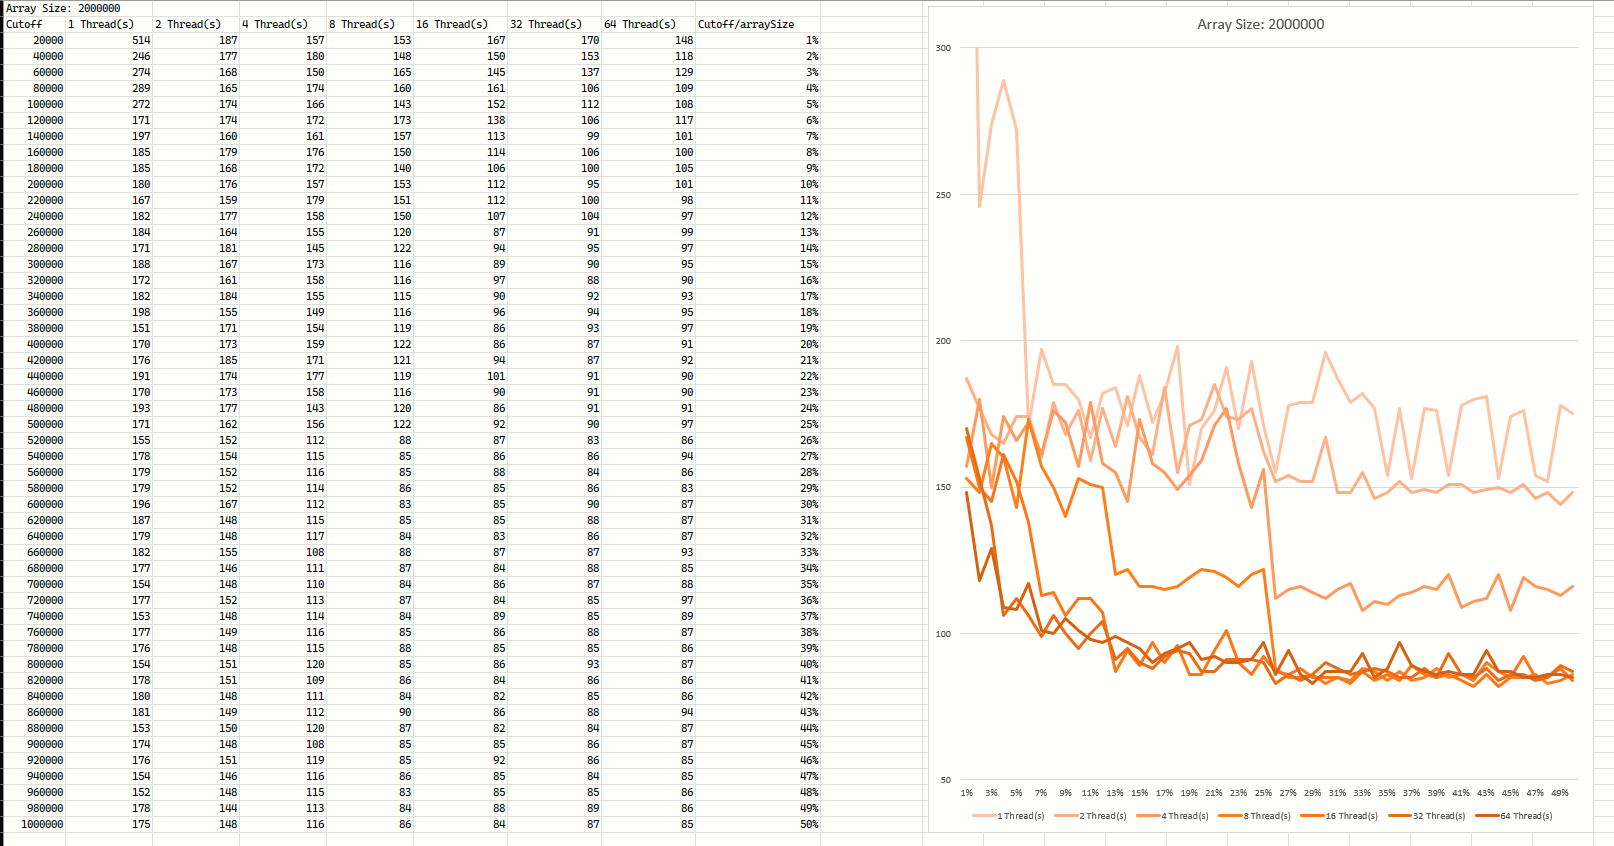 Array Size: 2000000
Cutoff 1 Thread(s) 2 Thread(s) 4 Thread(s) 8 Thread(s) 16 Thread(s) 32 Thread(s) 64 Thread(s) Cutoff/arraySize
20000 514 187 157 153 167 170 148 1%
40000 246 177 180 148 150 153 118 2%
60000 274 168 150 165 145 137 129 3%
80000 289 165 174 160 161 106 109 4%
100000 272 174 166 143 152 112 108 5%
120000 171 174 172 173 138 106 117 6%
140000 197 160 161 157 113 99 101 7%
160000 185 179 176 150 114 106 100 8%
180000 185 168 172 140 106 100 105 9%
200000 180 176 157 153 112 95 101 10%
220000 167 159 179 151 112 100 98 11%
240000 182 177 158 150 107 104 97 12%
260000 184 164 155 120 87 91 99 13%
280000 171 181 145 122 94 95 97 14%
300000 188 167 173 116 89 90 95 15%
320000 172 161 158 116 97 88 90 16%
340000 182 184 155 115 90 92 93 17%
360000 198 155 149 116 96 94 95 18%
380000 151 171 154 119 86 93 97 19%
400000 170 173 159 122 86 87 91 20%
420000 176 185 171 121 94 87 92 21%
440000 191 174 177 119 101 91 90 22%
460000 170 173 158 116 90 91 90 23%
480000 193 177 143 120 86 91 91 24%
500000 171 162 156 122 92 90 97 25%
520000 155 152 112 88 87 83 86 26%
540000 178 154 115 85 86 86 94 27%
560000 179 152 116 85 88 84 86 28%
580000 179 152 114 86 85 86 83 29%
600000 196 167 112 83 85 90 87 30%
620000 187 148 115 85 85 88 87 31%
640000 179 148 117 84 83 86 87 32%
660000 182 155 108 88 87 87 93 33%
680000 177 146 111 87 84 88 85 34%
700000 154 148 110 84 86 87 88 35%
720000 177 152 113 87 84 85 97 36%
740000 153 148 114 84 89 85 89 37%
760000 177 149 116 85 86 88 87 38%
780000 176 148 115 88 85 85 86 39%
800000 154 151 120 85 86 93 87 40%
820000 178 151 109 86 84 86 86 41%
840000 180 148 111 84 82 85 86 42%
860000 181 149 112 90 86 88 94 43%
880000 153 150 120 87 82 84 87 44%
900000 174 148 108 85 85 86 87 45%
920000 176 151 119 85 92 86 85 46%
940000 154 146 116 86 85 84 85 47%
960000 152 148 115 83 85 85 86 48%
980000 178 144 113 84 88 89 86 49%
1000000 175 148 116 86 84 87 85 50%
Array Size: 2000000
300
250
200
150
100
50
1% 3% 5% 7% 9% 11% 13% 15% 17% 19% 21% 23% 25% 27% 29% 31% 33% 35% 37% 39% 41% 43% 45% 47% 49%
1 Thread(s) 2 Thread(s) 4 Thread(s) 8 Thread(s) 16 Thread(s) 32 Thread(s) 64 Thread(s)